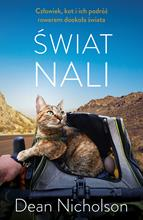 Człowiek, kot i ich podróż
rowerem dookoła świata
ŚWIAT
NALI
Dean Nicholson